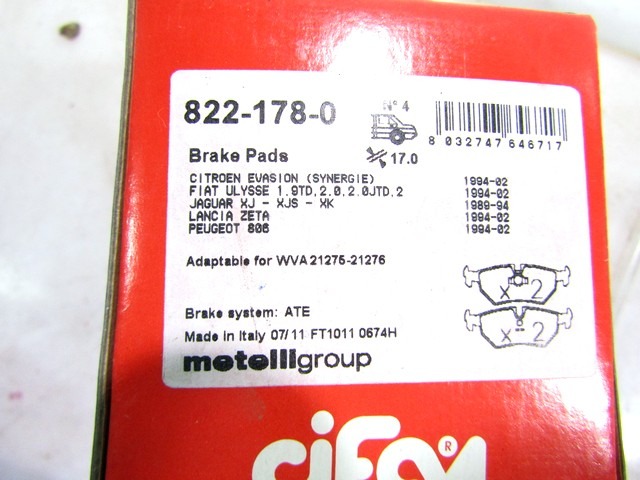 822-178-0
N° 4
8 032747 646717
Brake Pads
17.0
CITROEN EVASION (SYNERGIE) 1994-02
FIAT ULYSSE 1.9TD,2.0,2.0JTD,2 1994-02
JAGUAR XJ - XJS - XK 1989-94
LANCIA ZETA 1994-02
PEUGEOT 806 1994-02
Adaptable for WVA 21275-21276
x 2
x 2
Brake system: ATE
Made in Italy 07/11 FT1011 0674H
metelligroup
cifam®